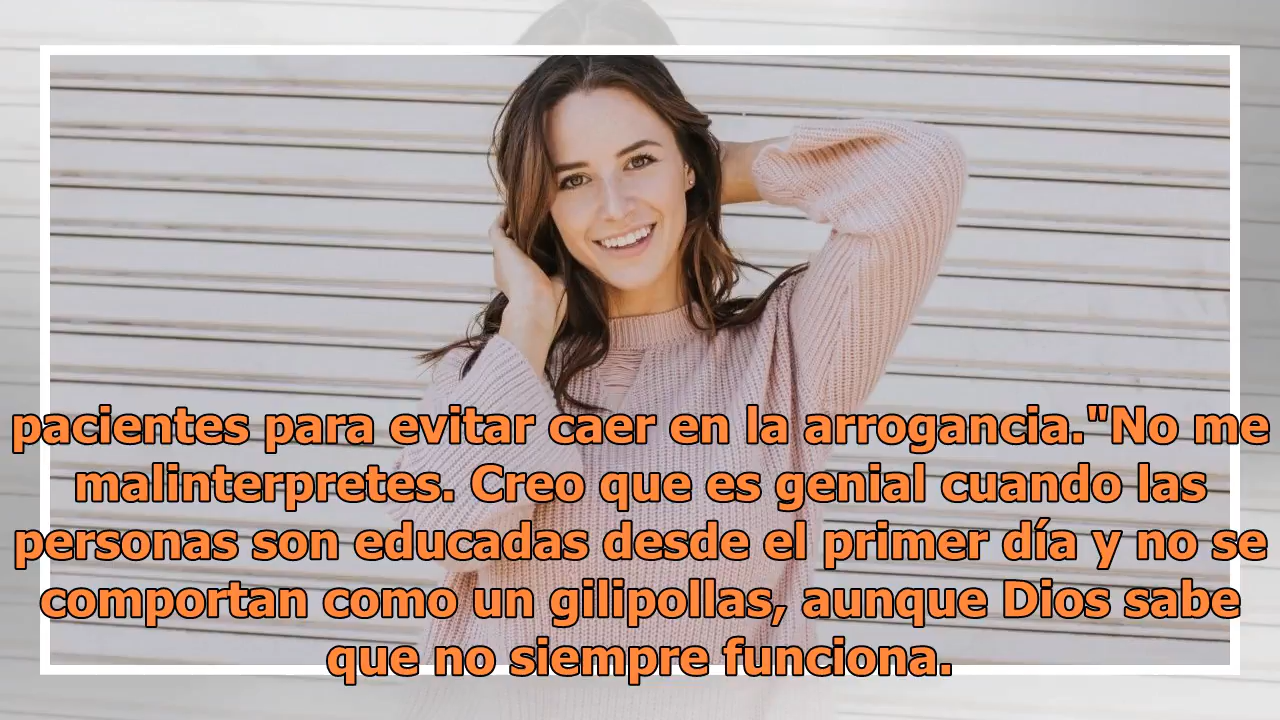 pacientes para evitar caer en la arrogancia."No me
malinterpretes. Creo que es genial cuando las
personas son educadas desde el primer día y no se
comportan como un gilipollas, aunque Dios sabe
que no siempre funciona.